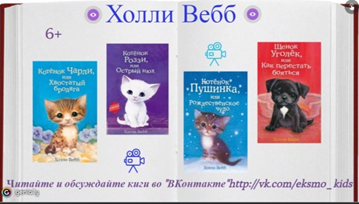 Холли Вебб
6+
Котёнок Чарли,
или
Хвостатый
бродяга
Холли Вебб
Котёнок
Роззи,
или
Острый нюх
Холли Вебб
Котёнок
Пушинка,
или
Рождественское
чудо
Холли Вебб
Щенок
Уголёк,
или
Как перестать
бояться
Холли Вебб
Читайте и обсуждайте киги во "ВКонтакте"http://vk.com/eksmo_kids